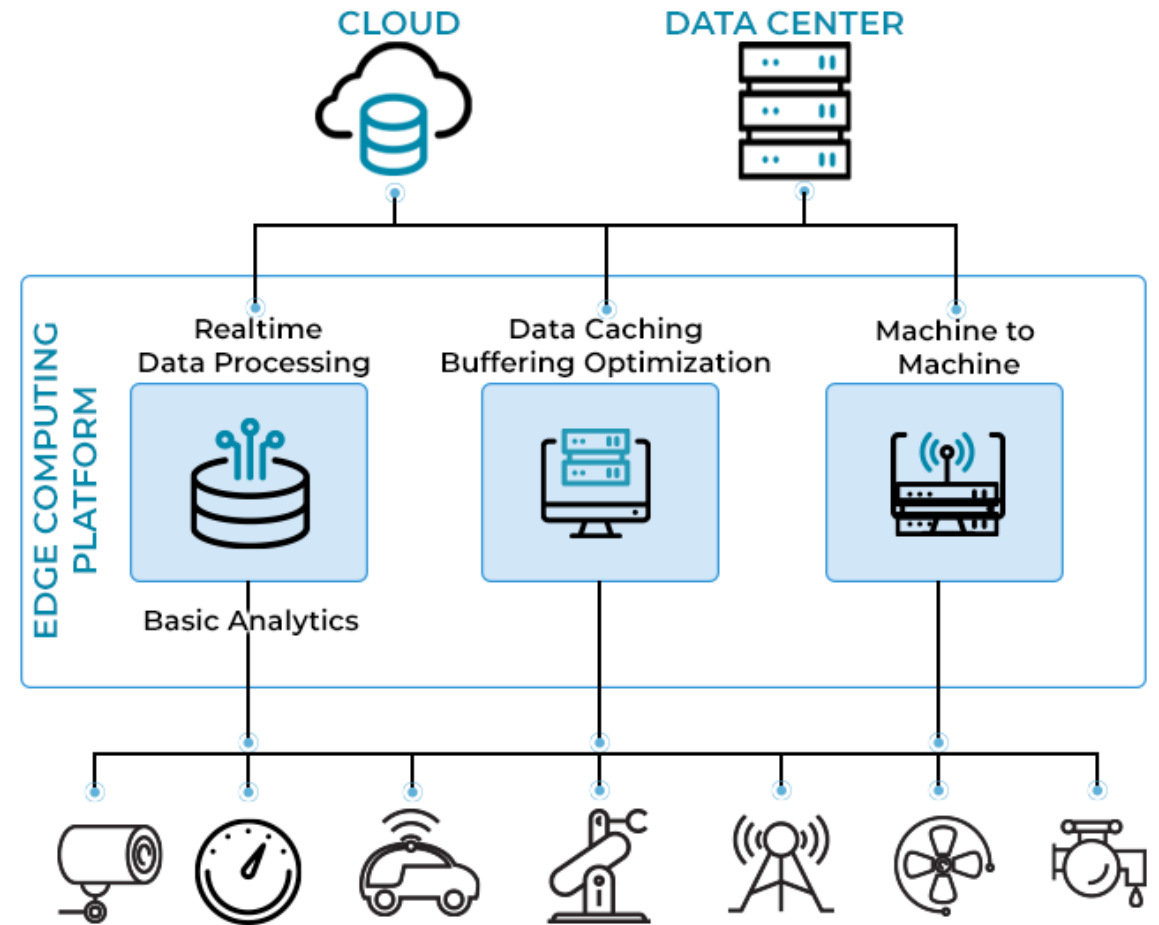 CLOUD
DATA CENTER
EDGE COMPUTING
PLATFORM
Realtime
Data Processing
Data Caching
Buffering Optimization
Machine to
Machine
Basic Analytics